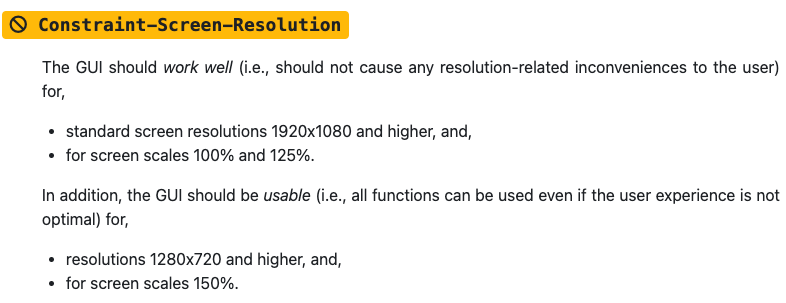 Constraint-Screen-Resolution
The GUI should work well (i.e., should not cause any resolution-related inconveniences to the user)
for,
• standard screen resolutions 1920x1080 and higher, and,
• for screen scales 100% and 125%.
In addition, the GUI should be usable (i.e., all functions can be used even if the user experience is not
optimal) for,
• resolutions 1280x720 and higher, and,
• for screen scales 150%.